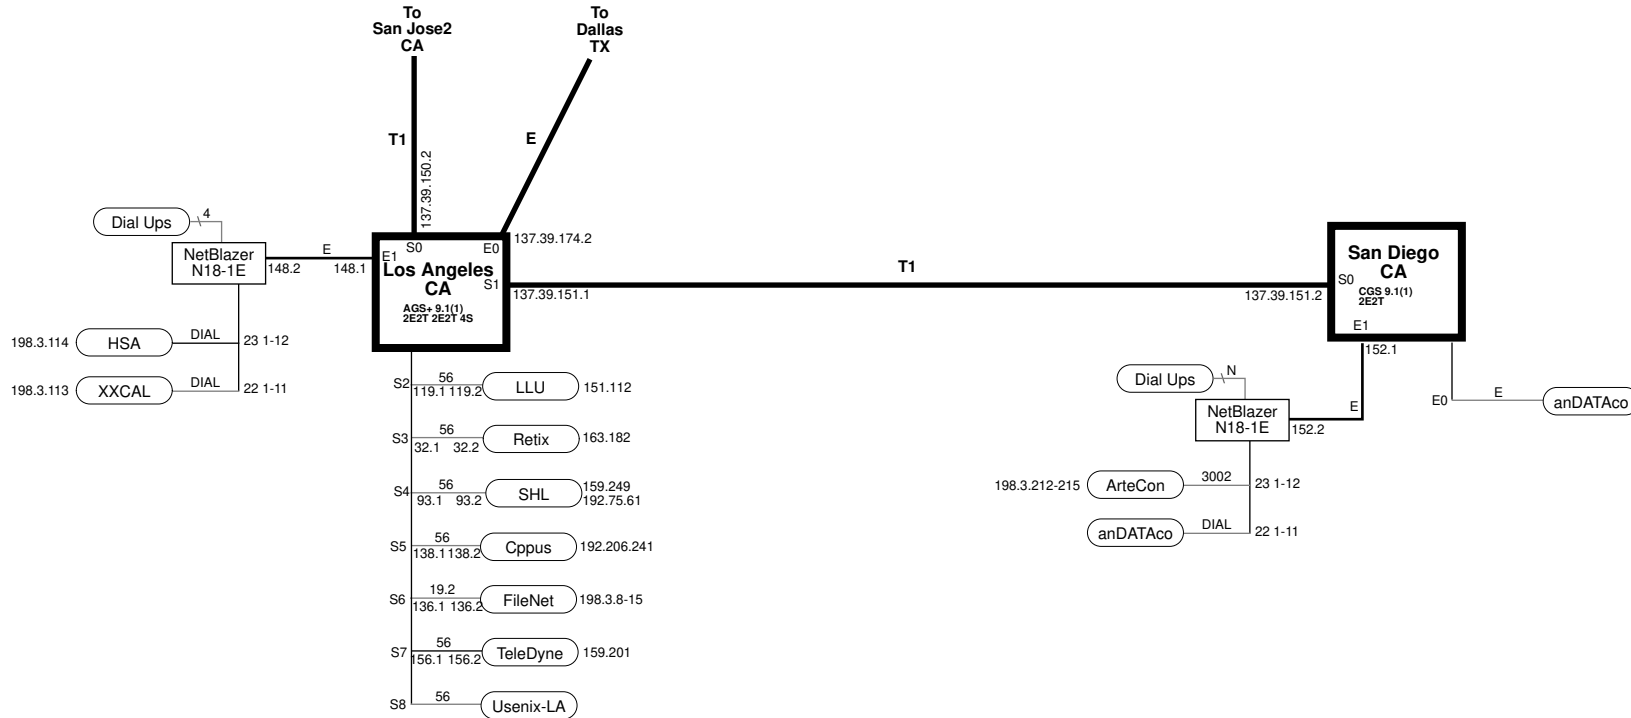 To
San Jose2
CA
To
Dallas
TX
T1
E
137.39.150.2
Dial Ups
4
NetBlazer
N18-1E
148.2
E
148.1
E1
S0
E0
137.39.174.2
Los Angeles
CA
S1
AGS+ 9.1(1)
2E2T 2E2T 4S
137.39.151.1
T1
137.39.151.2
San Diego
CA
S0
CGS 9.1(1)
2E2T
E1
152.1
198.3.114
HSA
DIAL
23 1-12
198.3.113
XXCAL
DIAL
22 1-11
S2
56
119.1 119.2
LLU
151.112
S3
56
32.1 32.2
Retix
163.182
S4
56
93.1 93.2
SHL
159.249
192.75.61
S5
56
138.1 138.2
Cppus
192.206.241
S6
19.2
136.1 136.2
FileNet
198.3.8-15
S7
56
156.1 156.2
TeleDyne
159.201
S8
56
Usenix-LA
Dial Ups
N
NetBlazer
N18-1E
152.2
E
E0
E
anDATAco
198.3.212-215
ArteCon
3002
23 1-12
anDATAco
DIAL
22 1-11